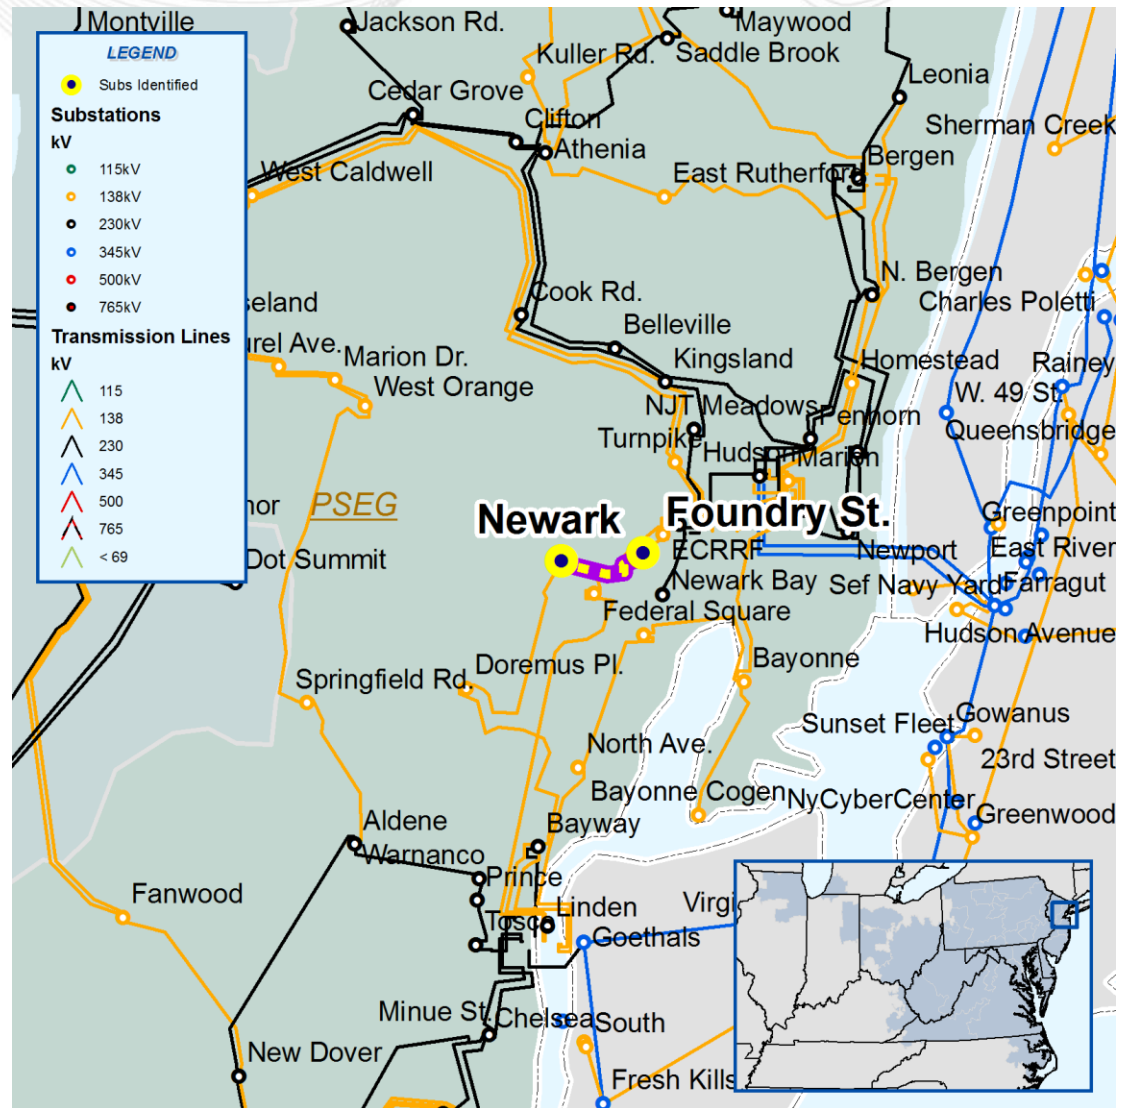 Montville
Jackson Rd.
Maywood
Kuller Rd.
Saddle Brook
Leonia
LEGEND
Subs Identified
Substations
kV
115kV
138kV
230kV
345kV
500kV
765kV
Transmission Lines
kV
115
138
230
345
500
765
< 69
Cedar Grove
Clifton
Athenia
Sherman Creek
West Caldwell
East Rutherford
Bergen
N. Bergen
Charles Poletti
Cook Rd.
Belleville
Kingsland
Homestead
Rainey
seland
urel Ave.
Marion Dr.
West Orange
W. 49 St.
Queensbridge
NJT Meadows
Penhorn
Turnpike
Hudson
Marion
nor
PSEG
Newark
Foundry St.
Greenpoint
Dot Summit
ECRRF
Newport
East River
Newark Bay
Sef Navy Yard
Farragut
Federal Square
Hudson Avenue
Doremus Pl.
Bayonne
Springfield Rd.
Sunset Fleet
Gowanus
North Ave.
23rd Street
Bayonne Cogen
NyCyberCenter
Greenwood
Aldene
Bayway
Warnanco
Prince
Fanwood
Tosco
Linden
Virgi
Goethals
Minue St.
Chelsea
South
New Dover
Fresh Kills